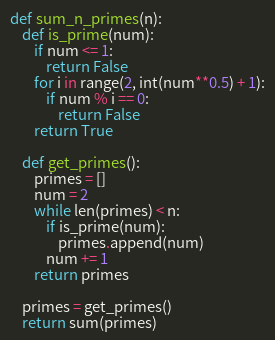 def sum_n_primes(n):
    def is_prime(num):
        if num <= 1:
            return False
        for i in range(2, int(num**0.5) + 1):
            if num % i == 0:
                return False
        return True

    def get_primes():
        primes = []
        num = 2
        while len(primes) < n:
            if is_prime(num):
                primes.append(num)
            num += 1
        return primes

    primes = get_primes()
    return sum(primes)